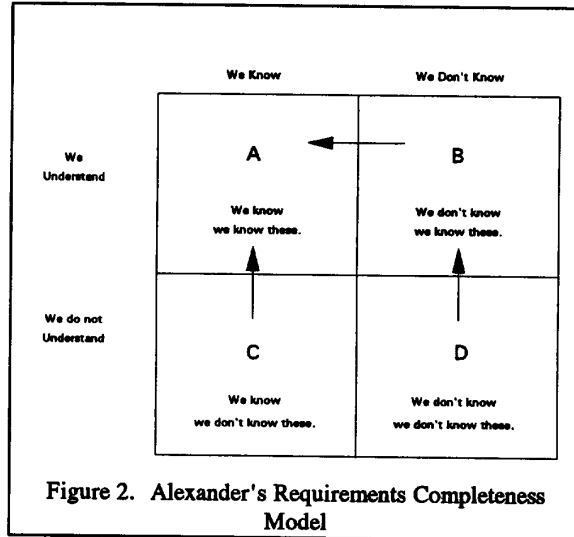 We Know We Don't Know
We
Understand
A B
We know
we know these.
We don't know
we know these.
We do not
Understand
C D
We know
we don't know these.
We don't know
we don't know these.
Figure 2. Alexander's Requirements Completeness
Model